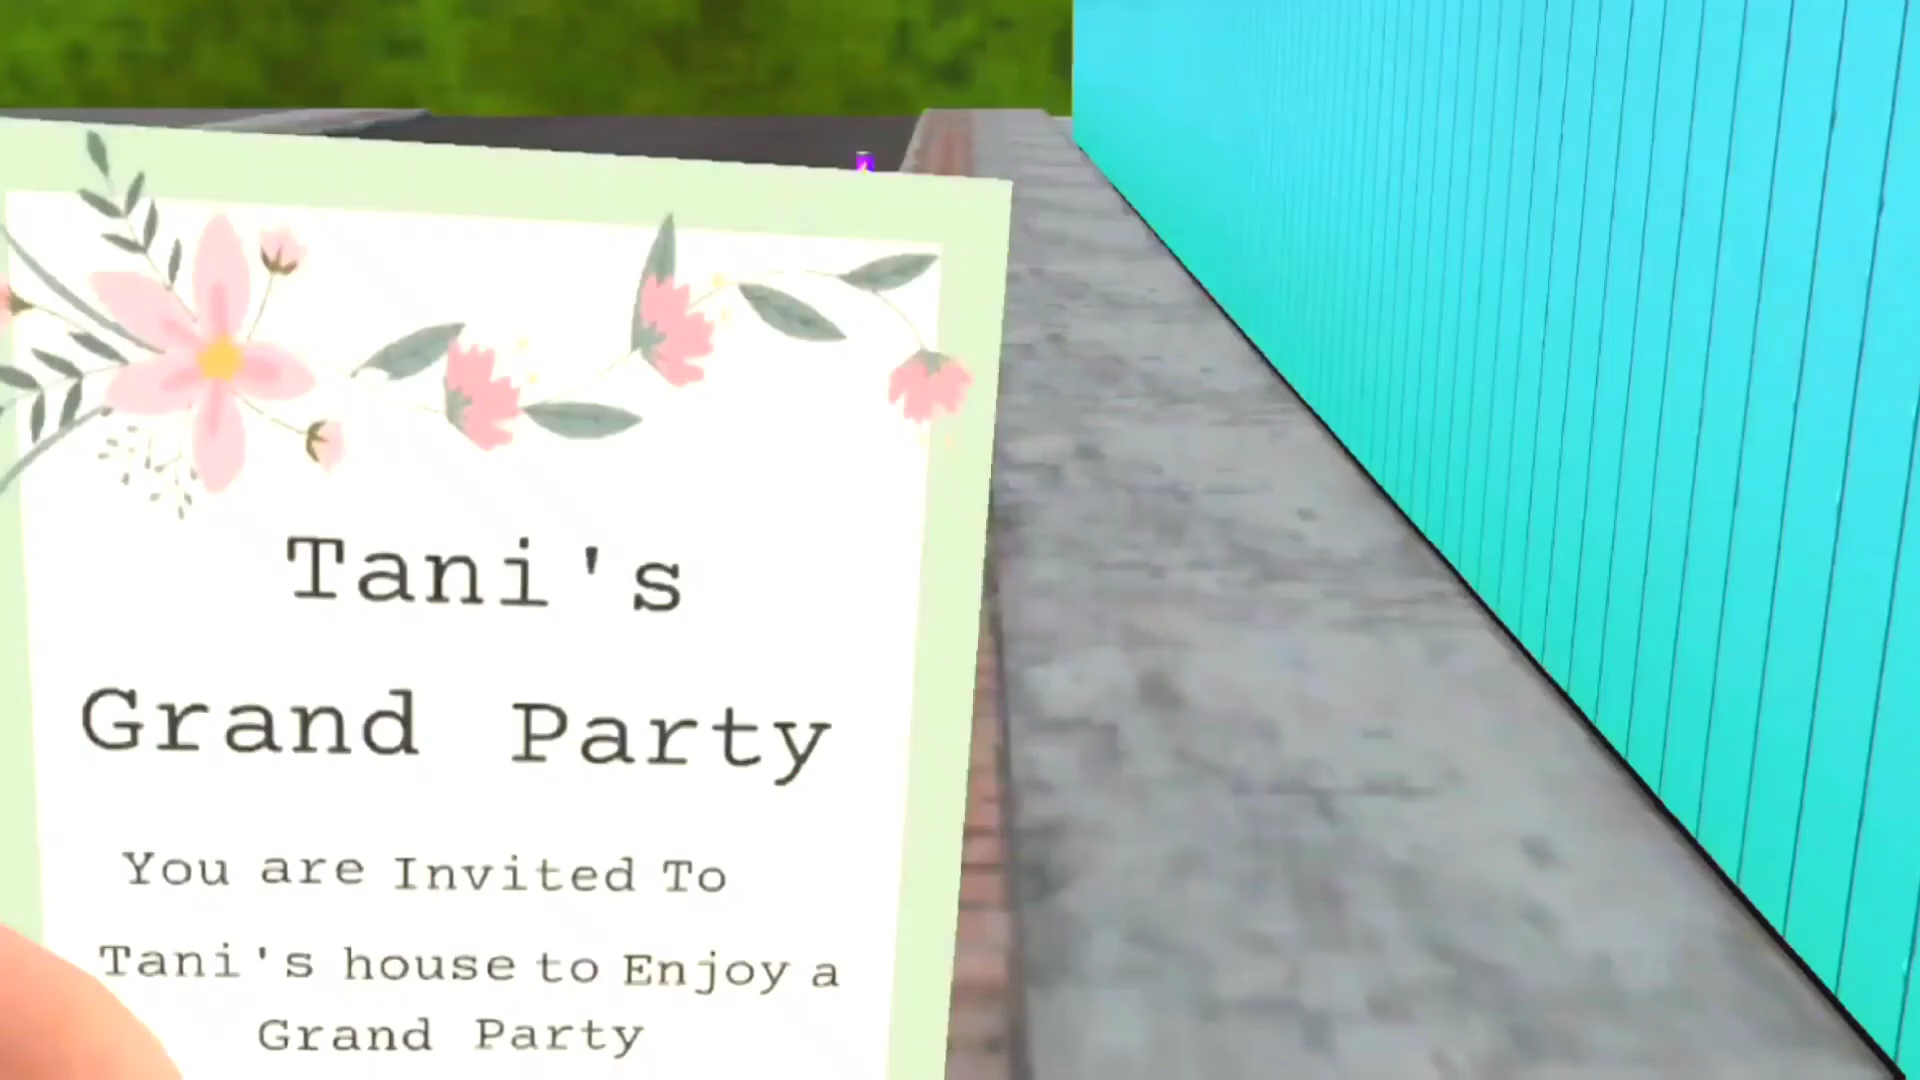 Tani's
Grand Party
You are Invited To
Tani's house to Enjoy a
Grand Party